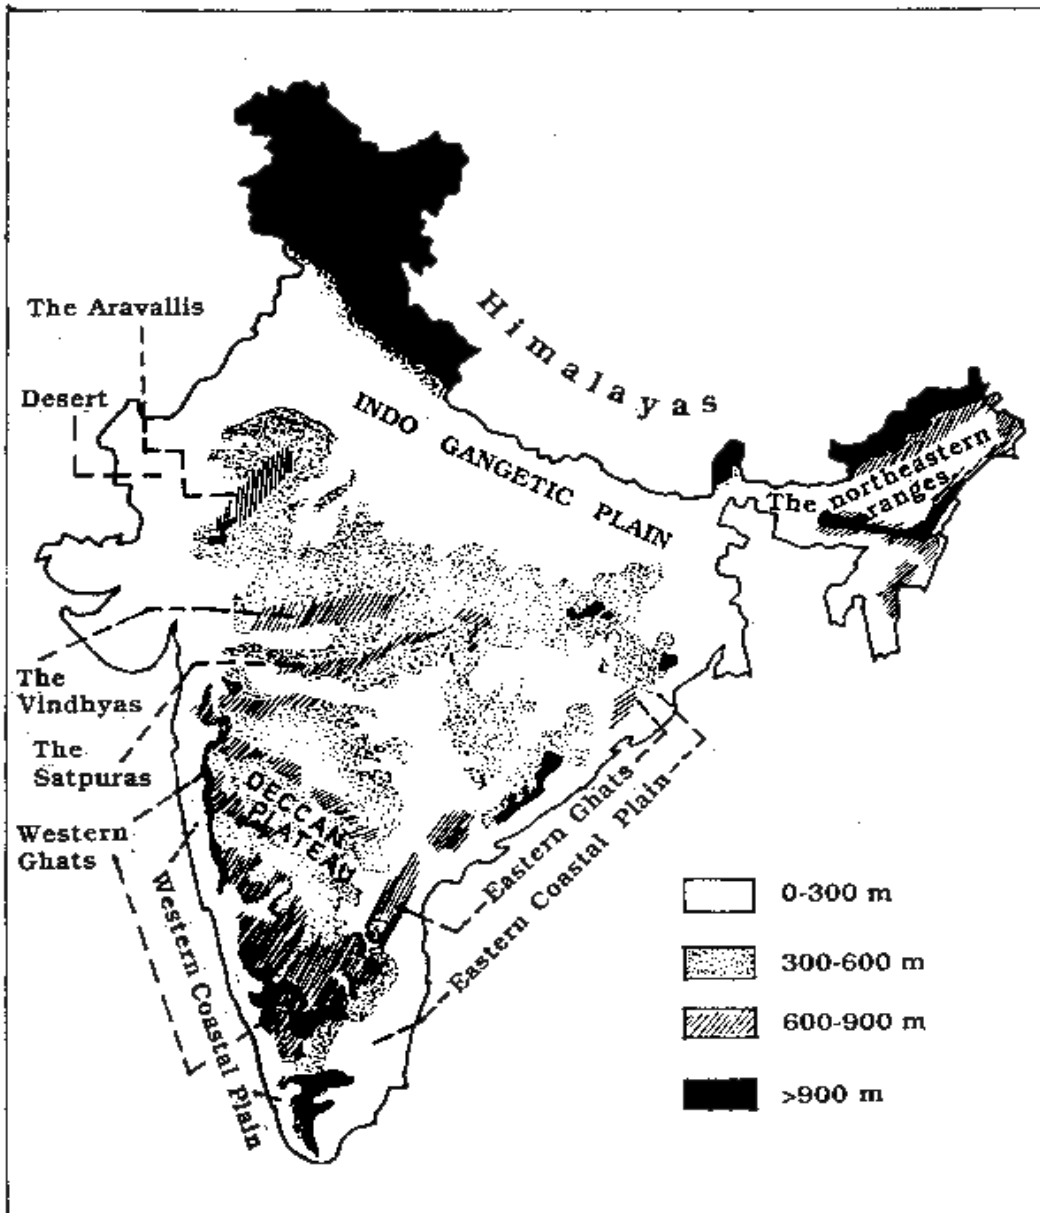 The Aravallis
Desert
Himalayas
INDO GANGETIC PLAIN
The northeastern
ranges
The
Vindhyas
The
Satpuras
Western
Ghats
DECCAN
PLATEAU
Western Coastal Plain
Eastern Ghats
Eastern Coastal Plain
0-300 m
300-600 m
600-900 m
>900 m